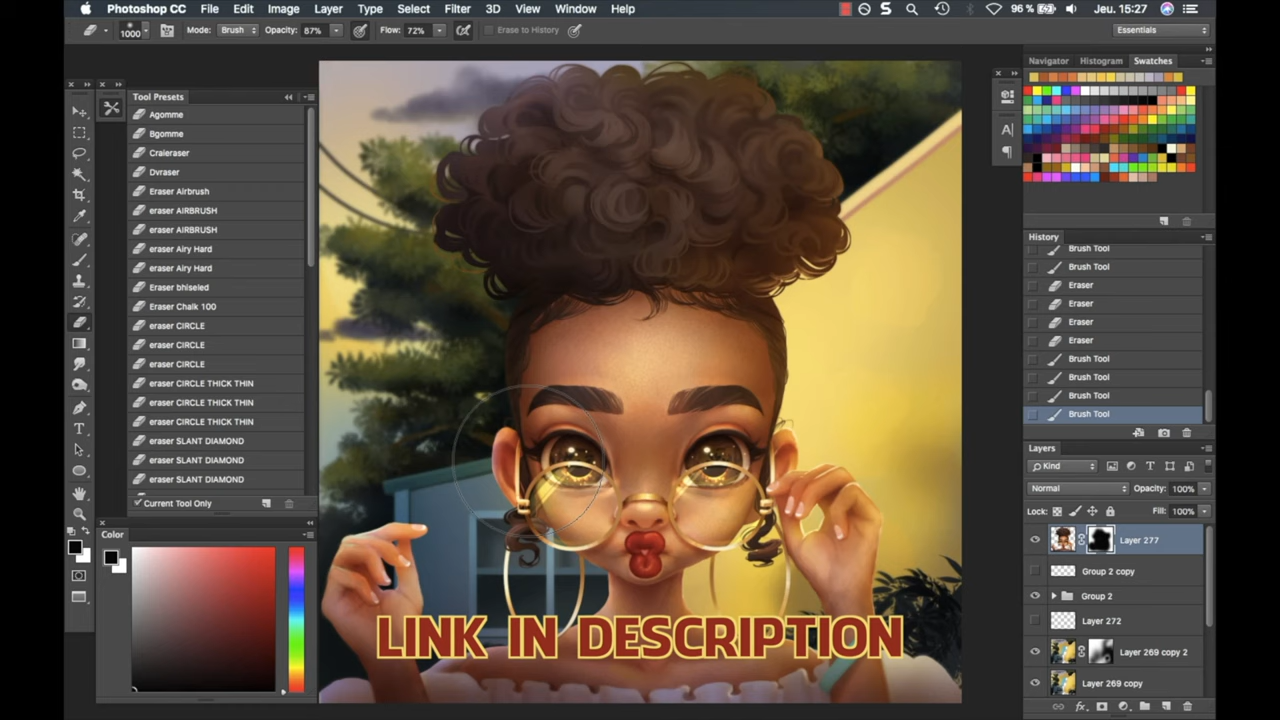 Photoshop CC File Edit Image Layer Type Select Filter 3D View Window Help 96 % Jeu. 15:27
1000 Mode: Brush Opacity: 87% Flow: 72% Erase to History Essentials
Tool Presets
Agomme
Bgomme
Craieraser
Dvraser
Eraser Airbrush
eraser AIRBRUSH
eraser AIRBRUSH
eraser Airy Hard
eraser Airy Hard
Eraser bhlseled
Eraser Chalk 100
eraser CIRCLE
eraser CIRCLE
eraser CIRCLE
eraser CIRCLE THICK THIN
eraser CIRCLE THICK THIN
eraser CIRCLE THICK THIN
eraser SLANT DIAMOND
eraser SLANT DIAMOND
eraser SLANT DIAMOND
Current Tool Only
Color
LINK IN DESCRIPTION
Navigator Histogram Swatches
History
Brush Tool
Brush Tool
Eraser
Eraser
Eraser
Eraser
Brush Tool
Brush Tool
Brush Tool
Brush Tool
Layers
Kind
Normal Opacity: 100%
Lock: Fill: 100%
Layer 277
Group 2 copy
Group 2
Layer 272
Layer 269 copy 2
Layer 269 copy